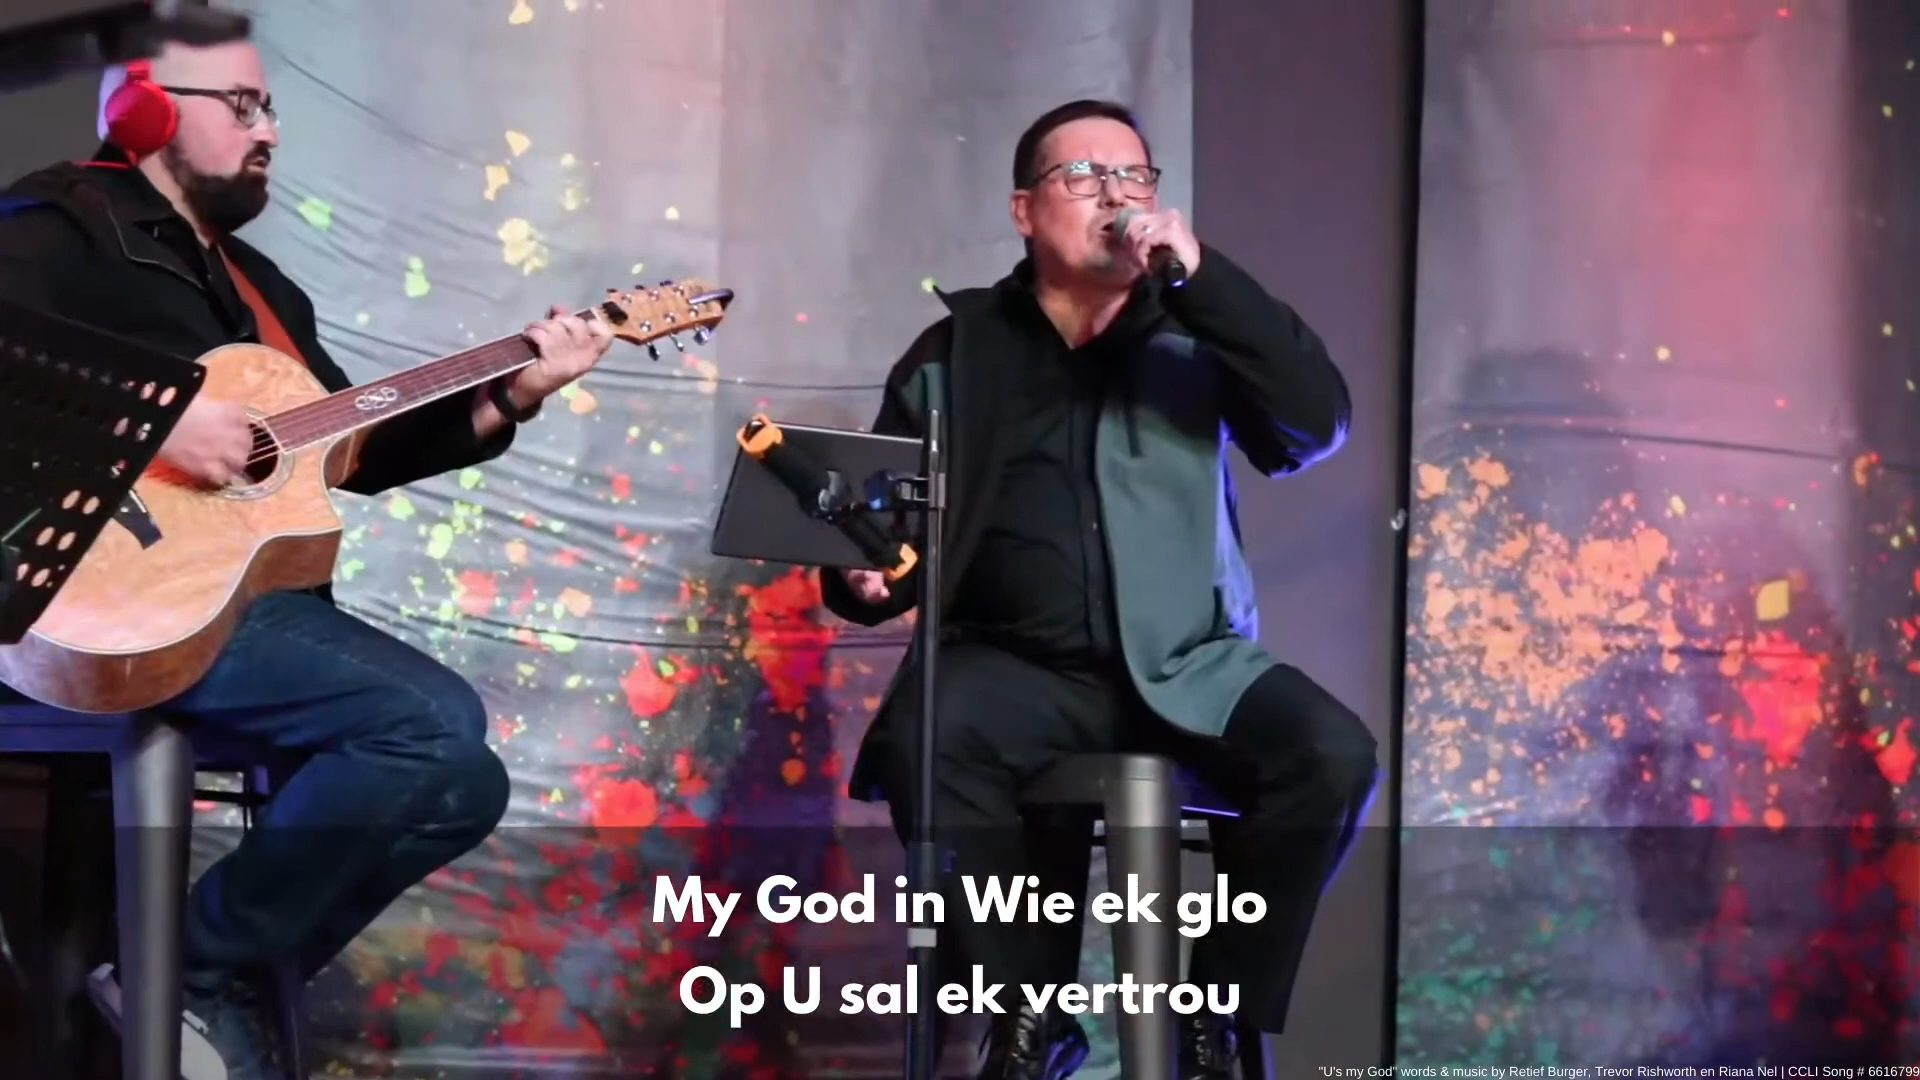 My God in Wie ek glo
Op U sal ek vertrou
"U's my God" words & music by Retief Burger, Trevor Rishworth en Riana Nel | CCLI Song # 6616799